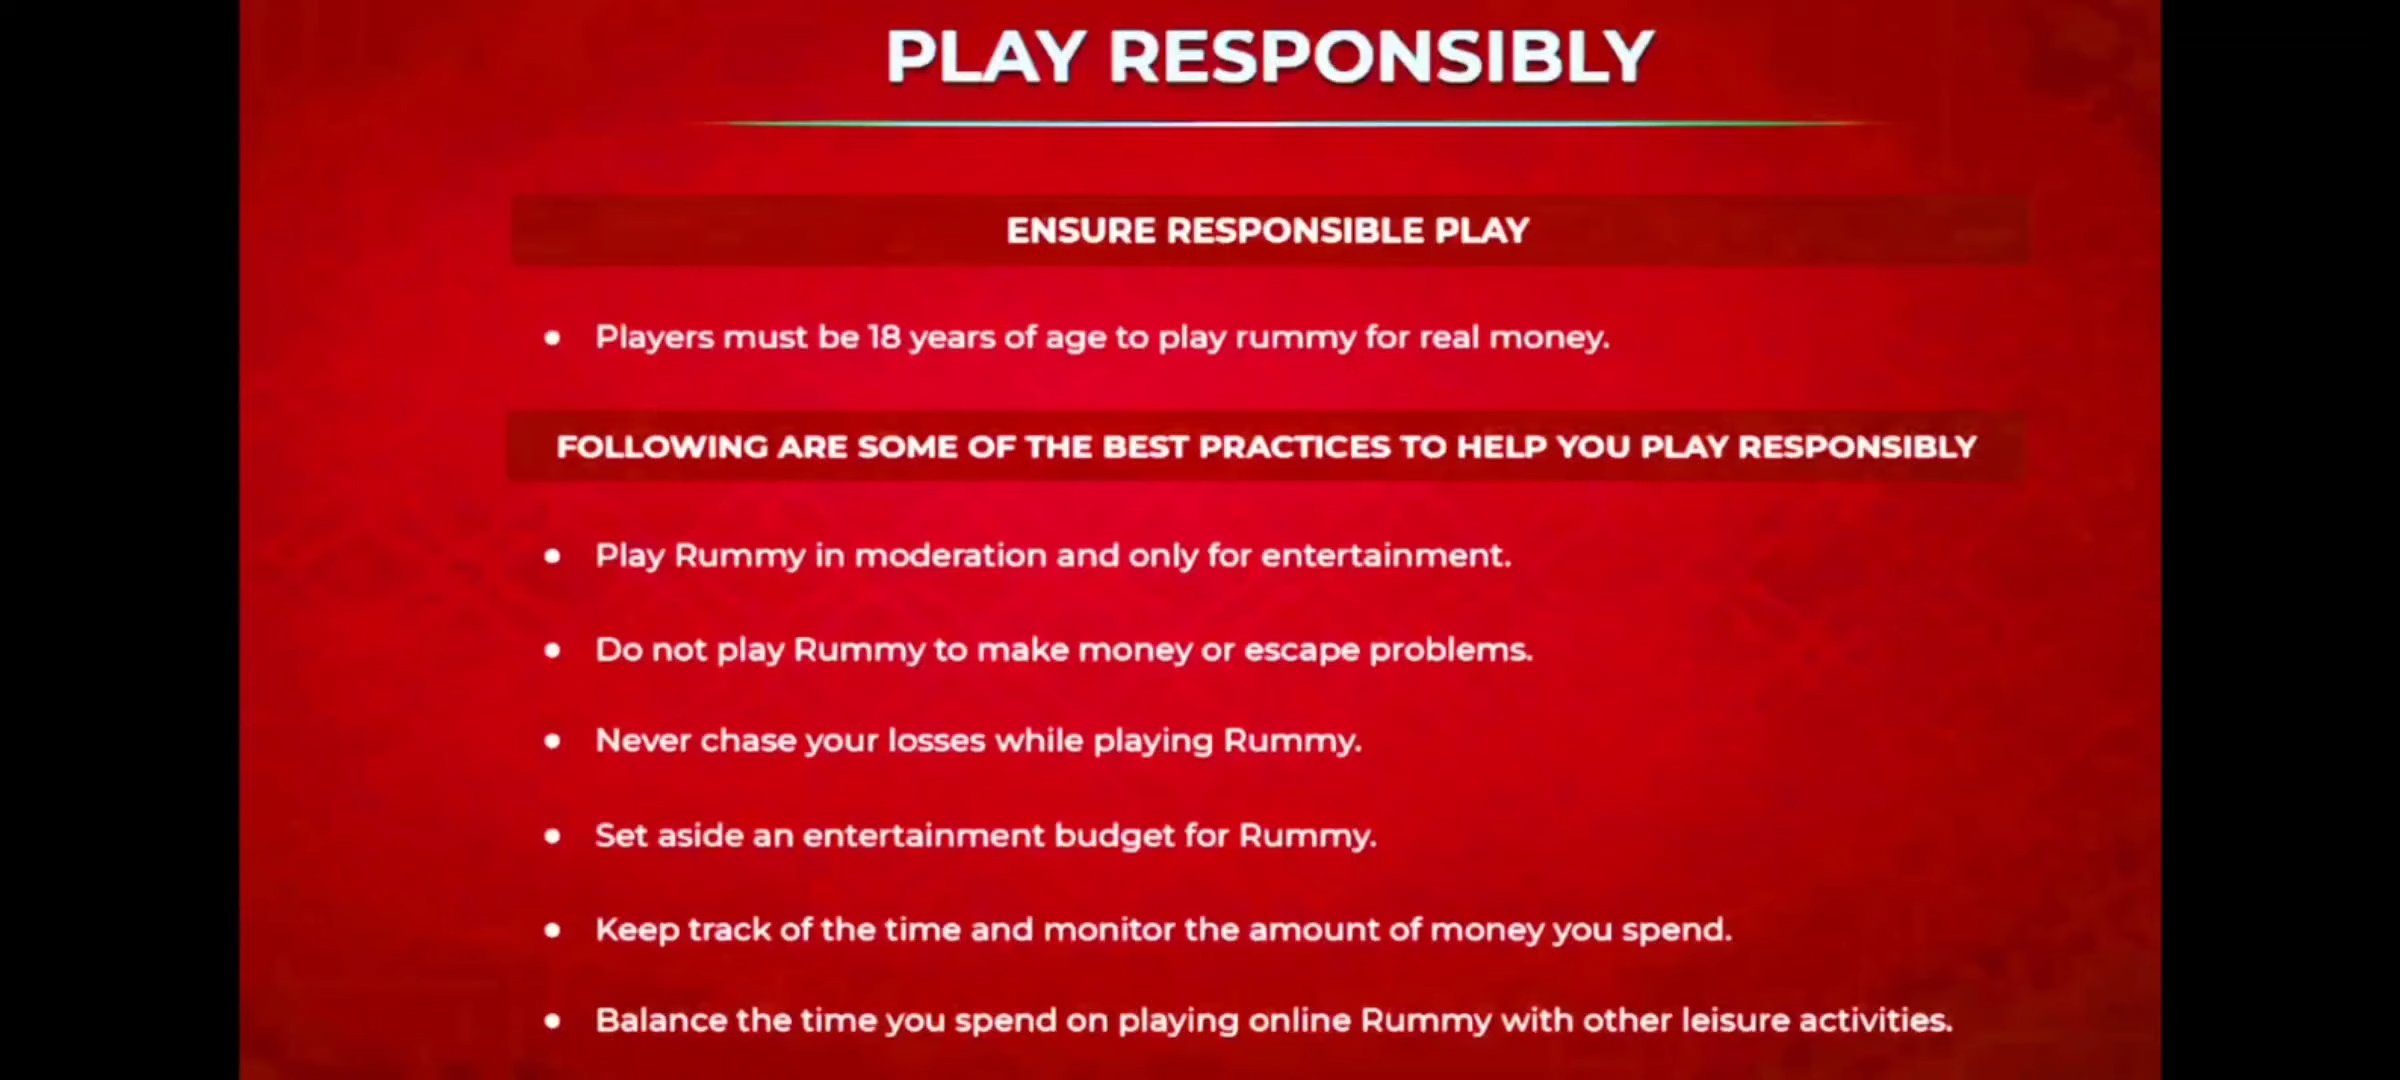 PLAY RESPONSIBLY
ENSURE RESPONSIBLE PLAY
• Players must be 18 years of age to play rummy for real money.
FOLLOWING ARE SOME OF THE BEST PRACTICES TO HELP YOU PLAY RESPONSIBLY
• Play Rummy in moderation and only for entertainment.
• Do not play Rummy to make money or escape problems.
• Never chase your losses while playing Rummy.
• Set aside an entertainment budget for Rummy.
• Keep track of the time and monitor the amount of money you spend.
• Balance the time you spend on playing online Rummy with other leisure activities.